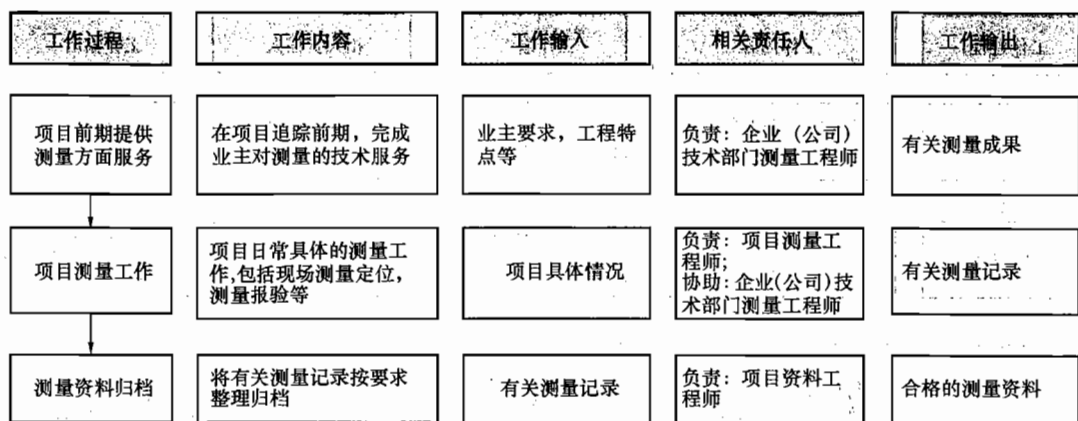 工作过程
工作内容
工作输入
相关责任人
工作输出
项目前期提供
测量方面服务
在项目追踪前期，完成
业主对测量的技术服务
业主要求，工程特
点等
负责：企业（公司）
技术部门测量工程师
有关测量成果
项目测量工作
项目日常具体的测量工
作,包括现场测量定位，
测量报验等
项目具体情况
负责：项目测量工
程师；
协助：企业(公司)技
术部门测量工程师
有关测量记录
测量资料归档
将有关测量记录按要求
整理归档
有关测量记录
负责：项目资料工
程师
合格的测量资料